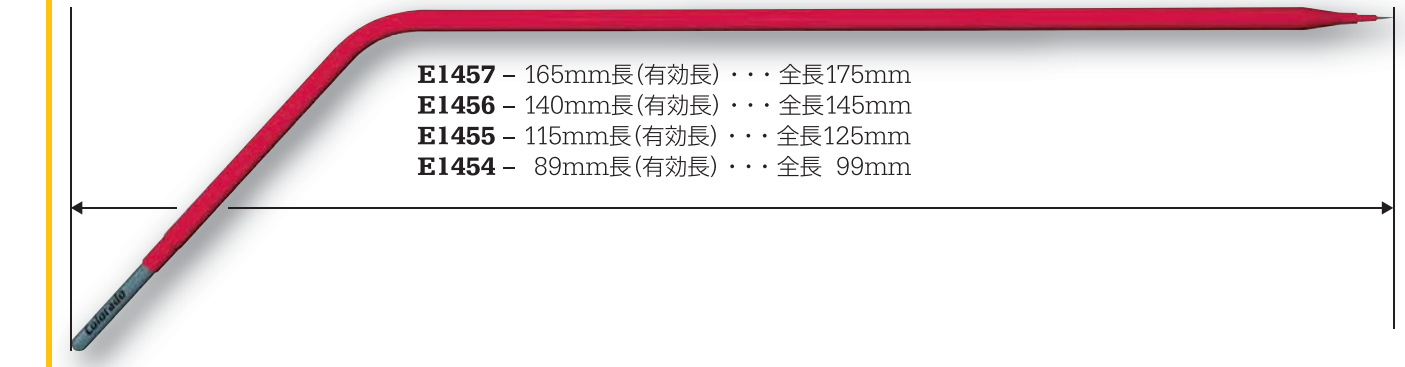 E1457 – 165mm長(有効長)・・・全長175mm
E1456 – 140mm長(有効長)・・・全長145mm
E1455 – 115mm長(有効長)・・・全長125mm
E1454 – 89mm長(有効長)・・・全長 99mm
Colorado